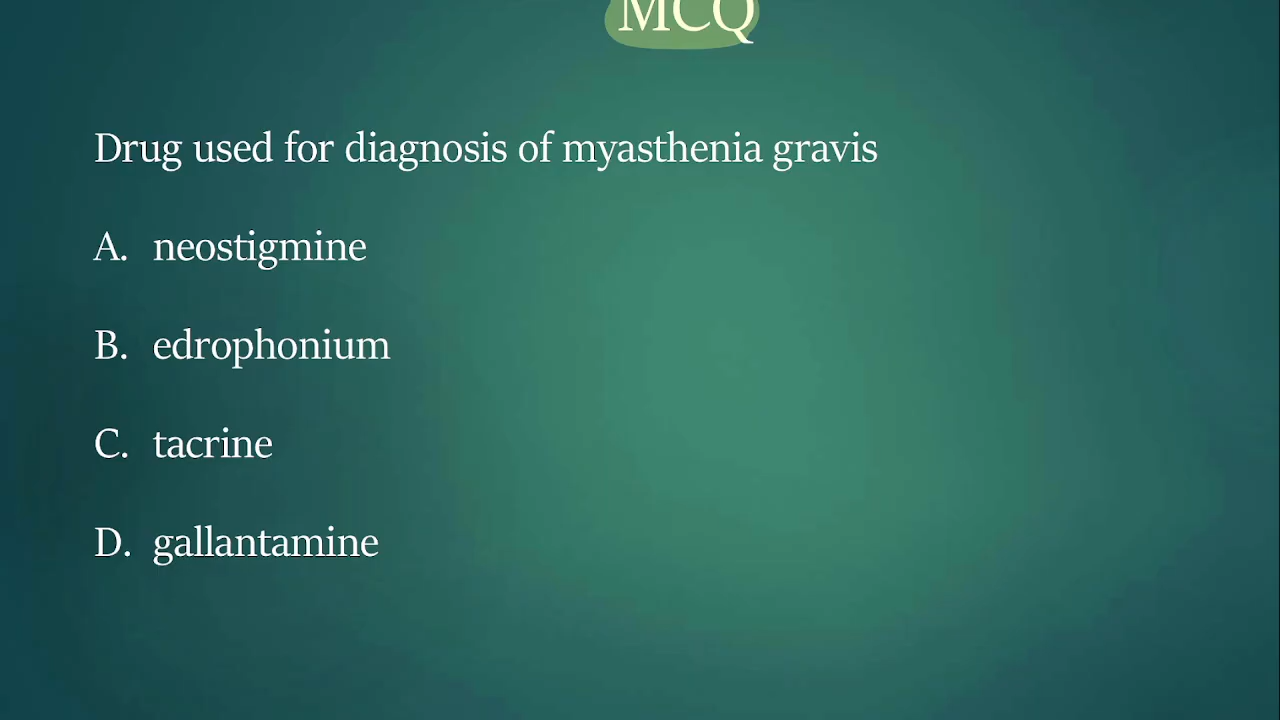 MCQ
Drug used for diagnosis of myasthenia gravis
A. neostigmine
B. edrophonium
C. tacrine
D. gallantamine